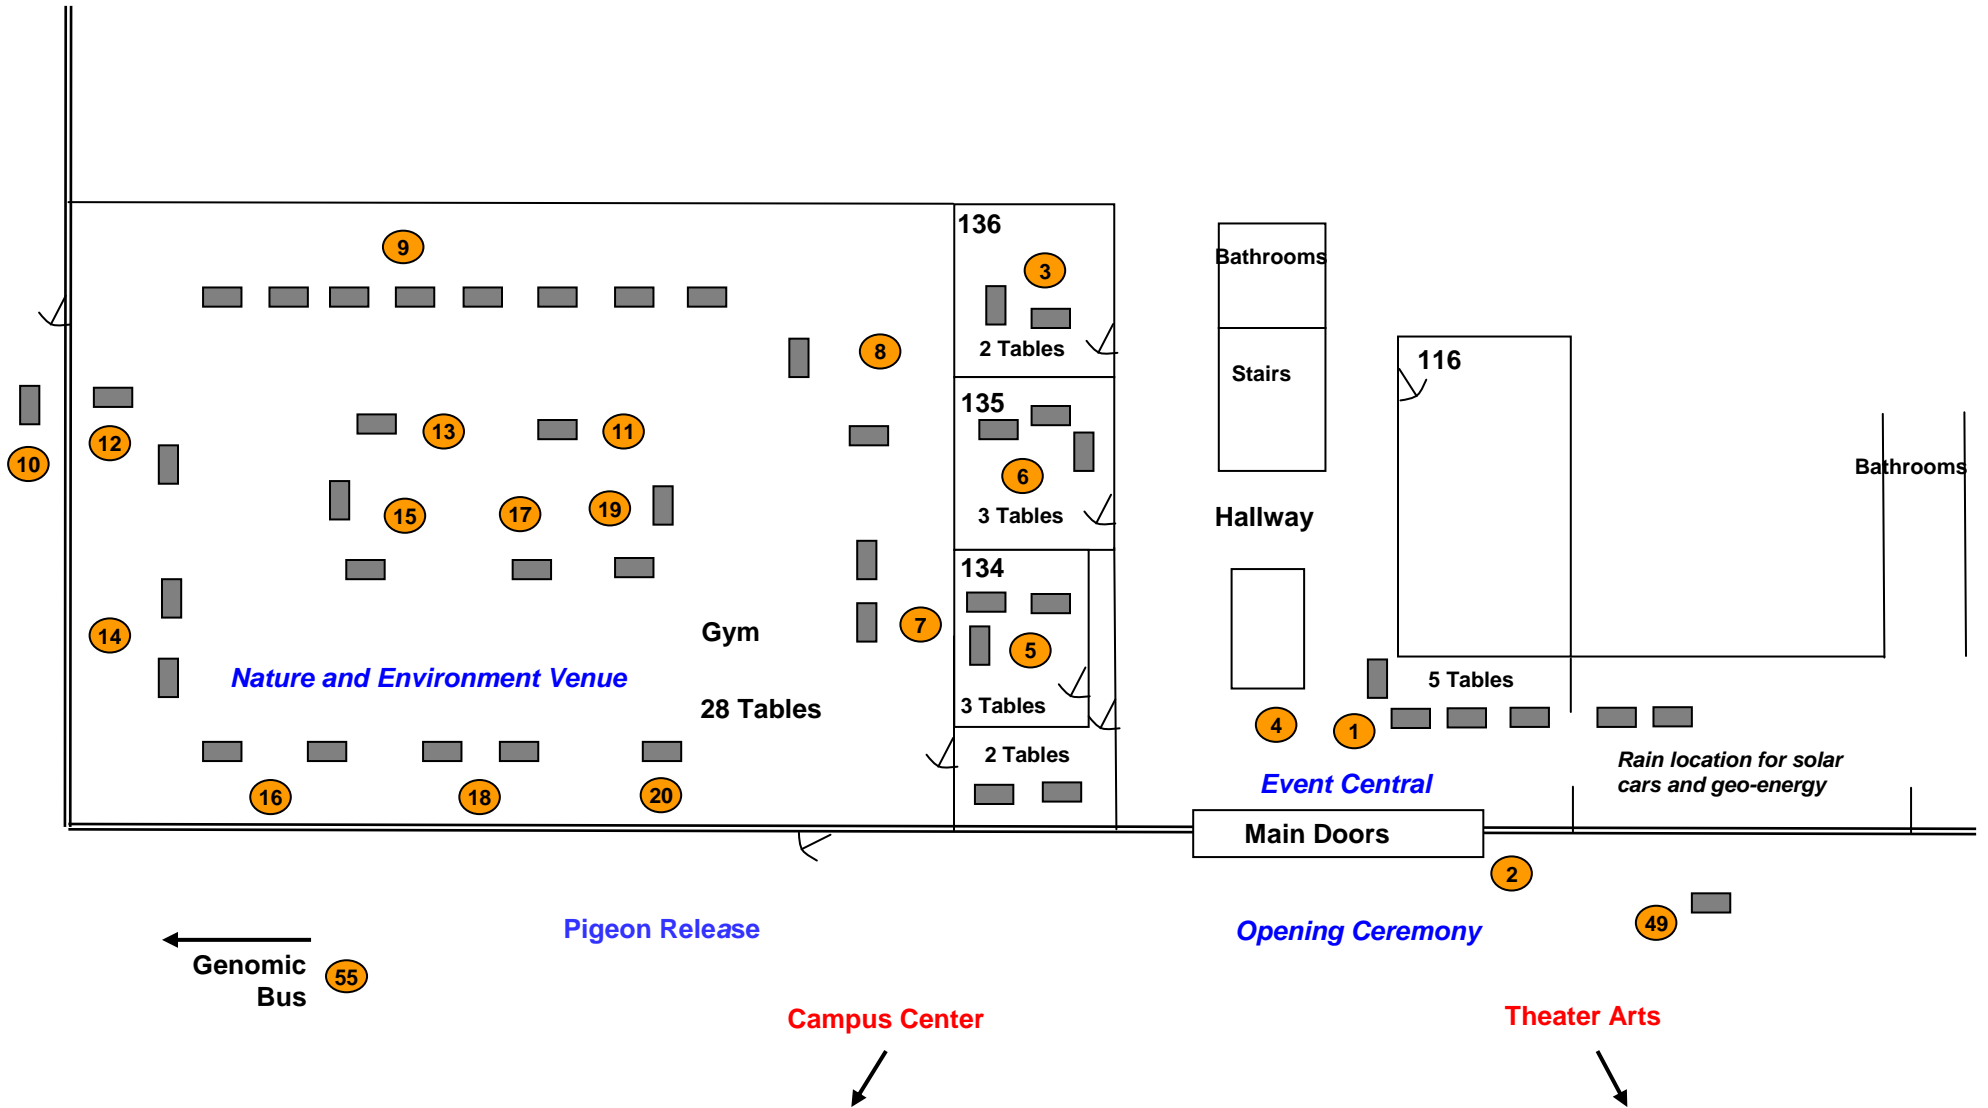 136
9
Bathrooms
3
2 Tables
8
116
Stairs
135
13
11
12
10
Bathrooms
6
15
17
19
3 Tables
Hallway
134
7
Gym
14
5
Nature and Environment Venue
5 Tables
28 Tables
3 Tables
4
1
2 Tables
Rain location for solar
cars and geo-energy
Event Central
16
18
20
Main Doors
2
Pigeon Release
Opening Ceremony
49
Genomic
Bus
55
Campus Center
Theater Arts